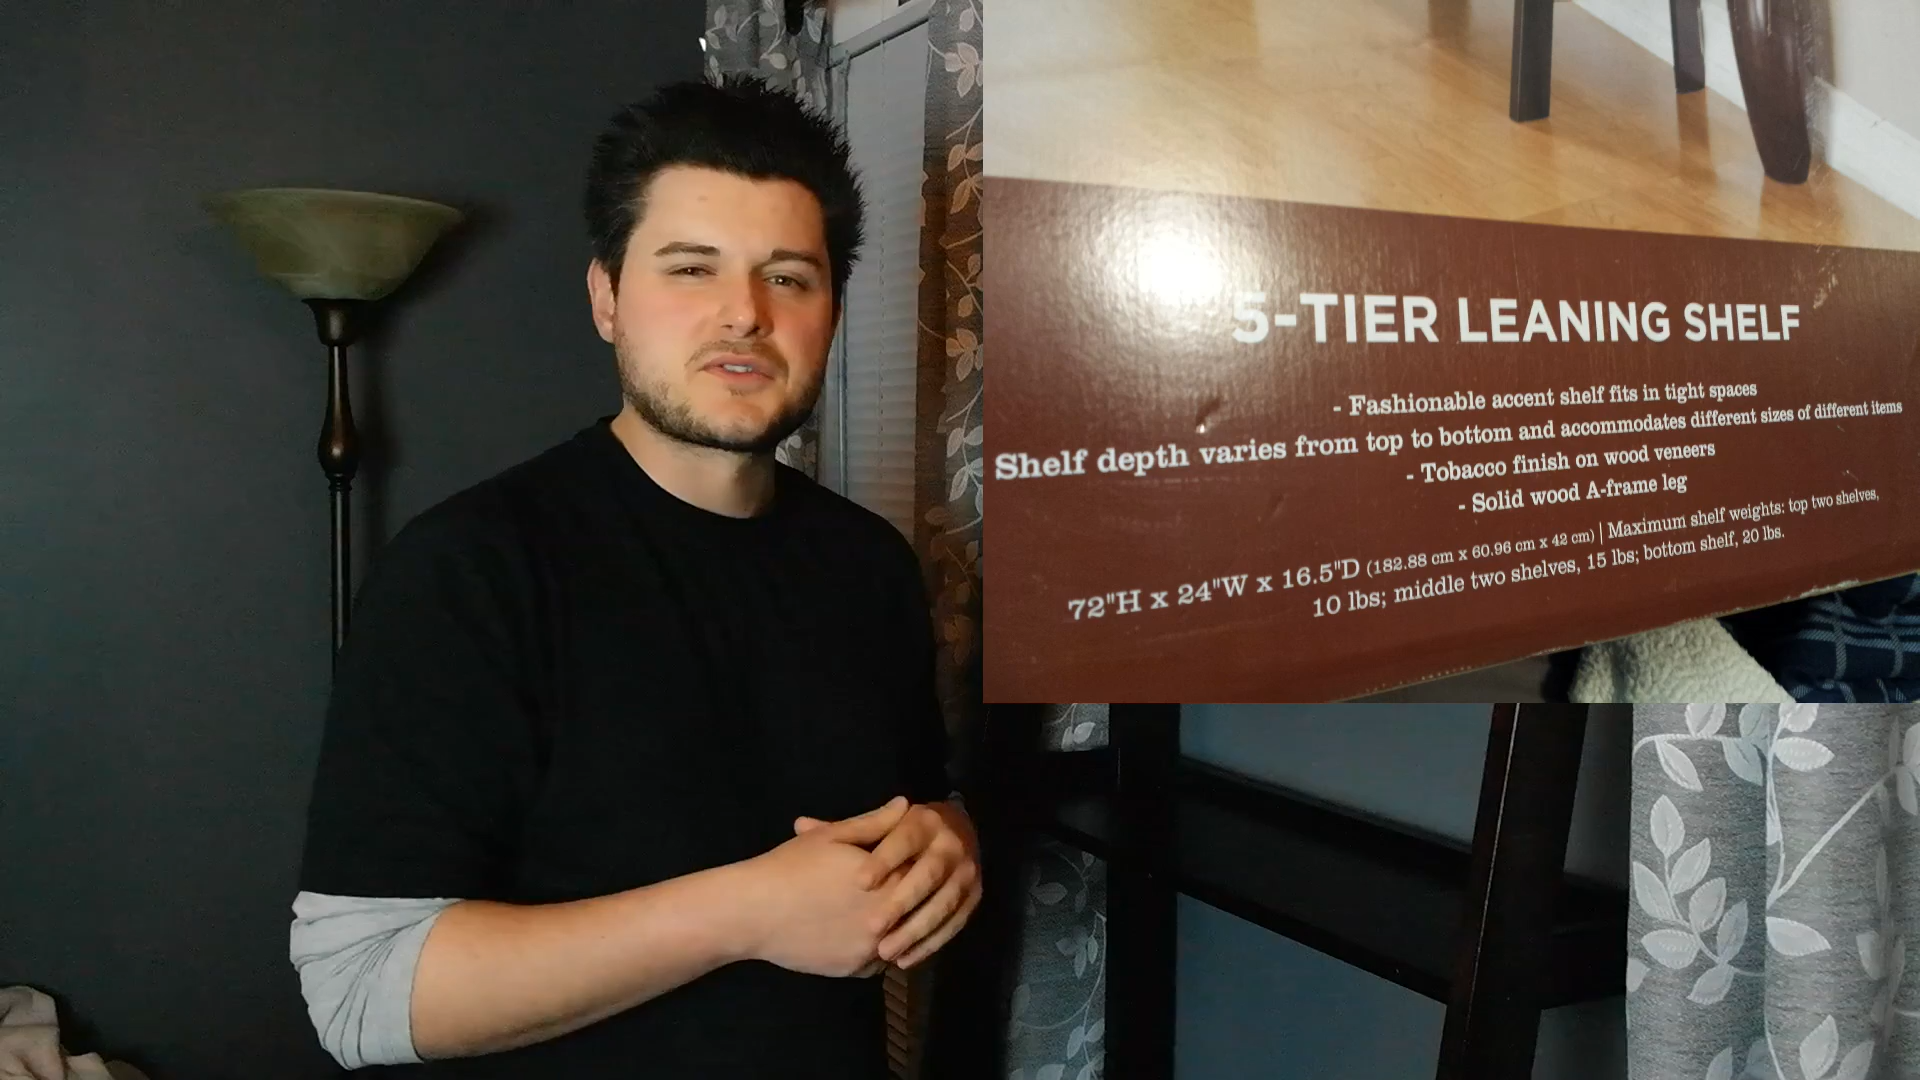 5-TIER LEANING SHELF
- Fashionable accent shelf fits in tight spaces
Shelf depth varies from top to bottom and accommodates different sizes of different items
- Tobacco finish on wood veneers
- Solid wood A-frame leg
72"H x 24"W x 16.5"D (182.88 cm x 60.96 cm x 42 cm) | Maximum shelf weights: top two shelves,
10 lbs; middle two shelves, 15 lbs; bottom shelf, 20 lbs.